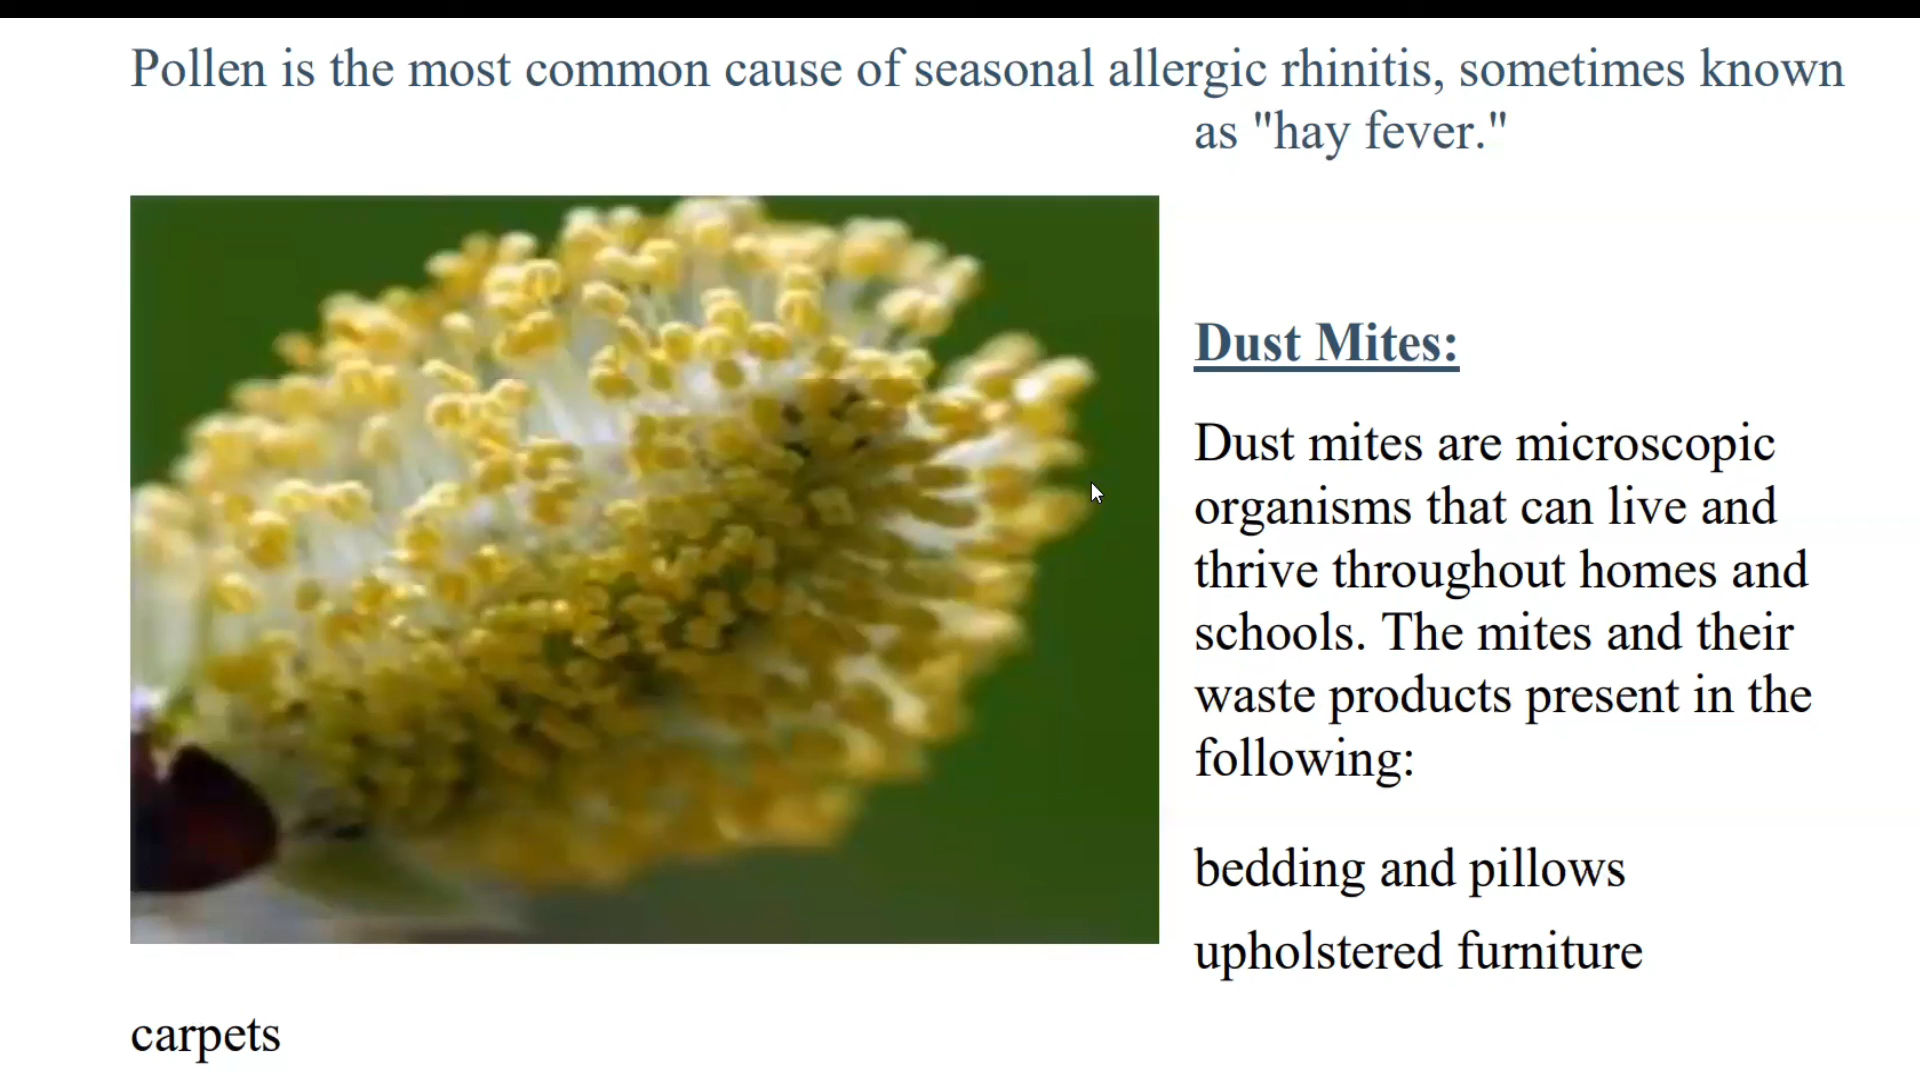 Pollen is the most common cause of seasonal allergic rhinitis, sometimes known
as "hay fever."
Dust Mites:
Dust mites are microscopic
organisms that can live and
thrive throughout homes and
schools. The mites and their
waste products present in the
following:
bedding and pillows
upholstered furniture
carpets